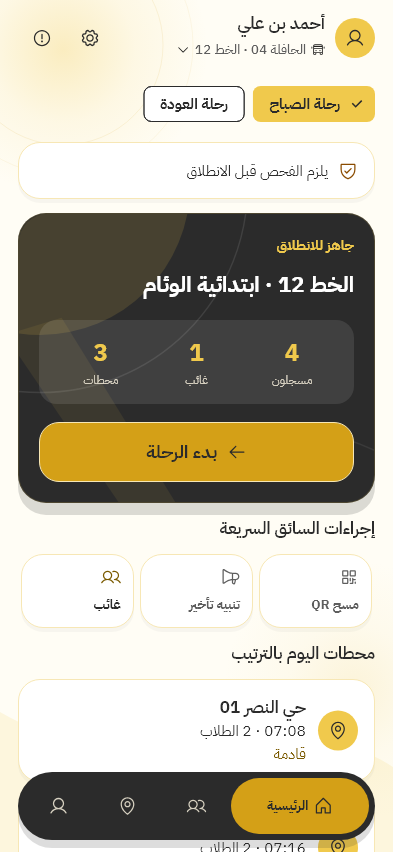 أحمد بن علي
الحافلة 04 · الخط 12
رحلة الصباح
رحلة العودة
يلزم الفحص قبل الانطلاق
جاهز للانطلاق
الخط 12 · ابتدائية الوئام
4 1 3
مسجلون غائب محطات
بدء الرحلة
إجراءات السائق السريعة
مسح QR
تنبيه تأخير
غائب
محطات اليوم بالترتيب
حي النصر 01
07:08 · 2 الطلاب
قادمة
الرئيسية
07:16 · 2 الطلاب